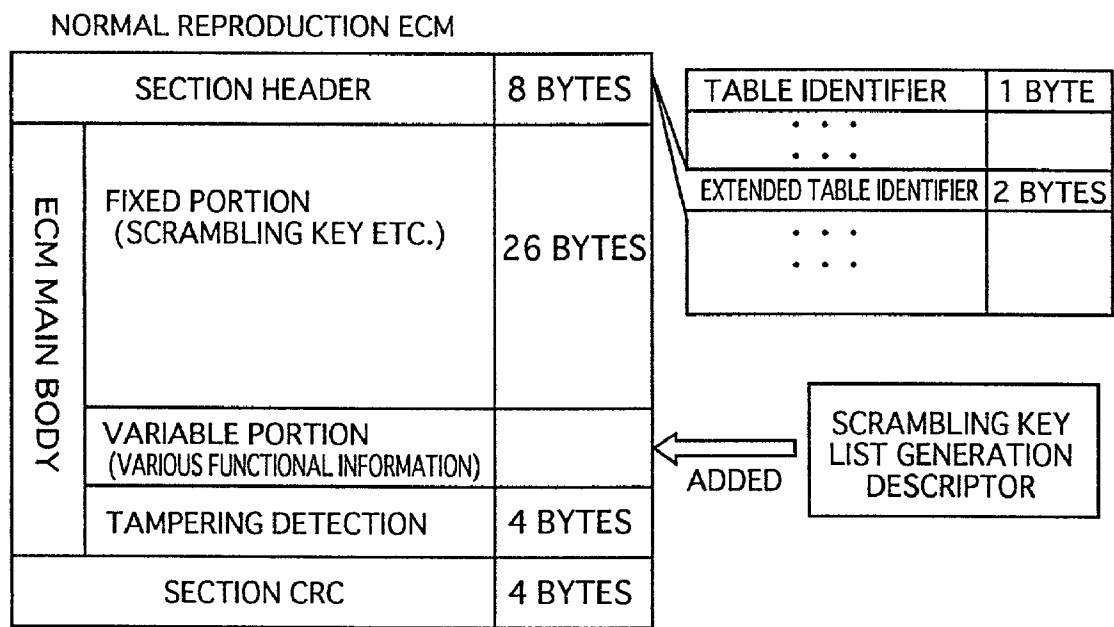 NORMAL REPRODUCTION ECM
SECTION HEADER 8 BYTES
ECM MAIN BODY
FIXED PORTION
(SCRAMBLING KEY ETC.)
26 BYTES
VARIABLE PORTION
(VARIOUS FUNCTIONAL INFORMATION)
TAMPERING DETECTION 4 BYTES
SECTION CRC 4 BYTES
TABLE IDENTIFIER 1 BYTE
. . .
. . .
EXTENDED TABLE IDENTIFIER 2 BYTES
. . .
. . .
ADDED
SCRAMBLING KEY
LIST GENERATION
DESCRIPTOR